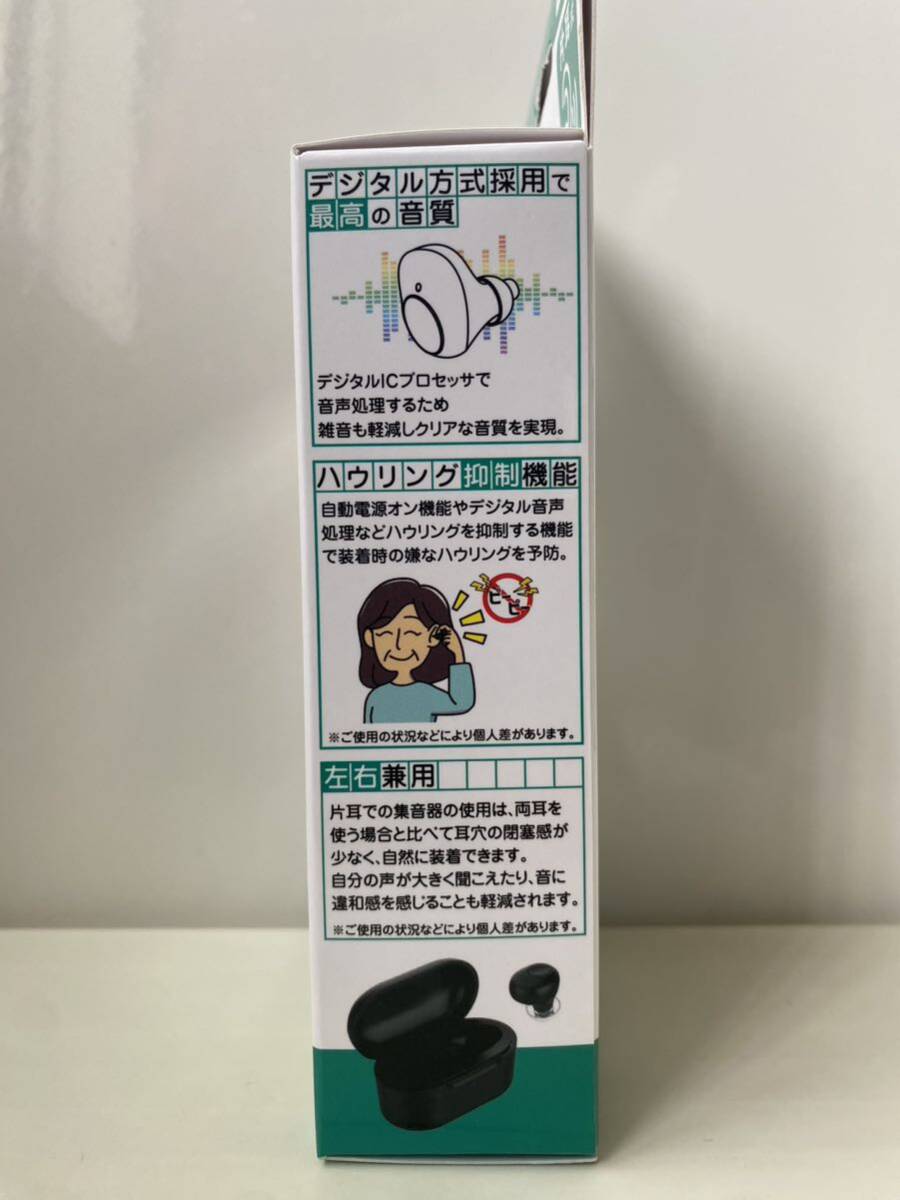 デジタル方式採用で
最高の音質
デジタルICプロセッサで
音声処理するため
雑音も軽減しクリアな音質を実現。
ハウリング抑制機能
自動電源オン機能やデジタル音声
処理などハウリングを抑制する機能
で装着時の嫌なハウリングを予防。
ピー
ピー
※ご使用の状況などにより個人差があります。
左右兼用
片耳での集音器の使用は、両耳を
使う場合と比べて耳穴の閉塞感が
少なく、自然に装着できます。
自分の声が大きく聞こえたり、音に
違和感を感じることも軽減されます。
※ご使用の状況などにより個人差があります。